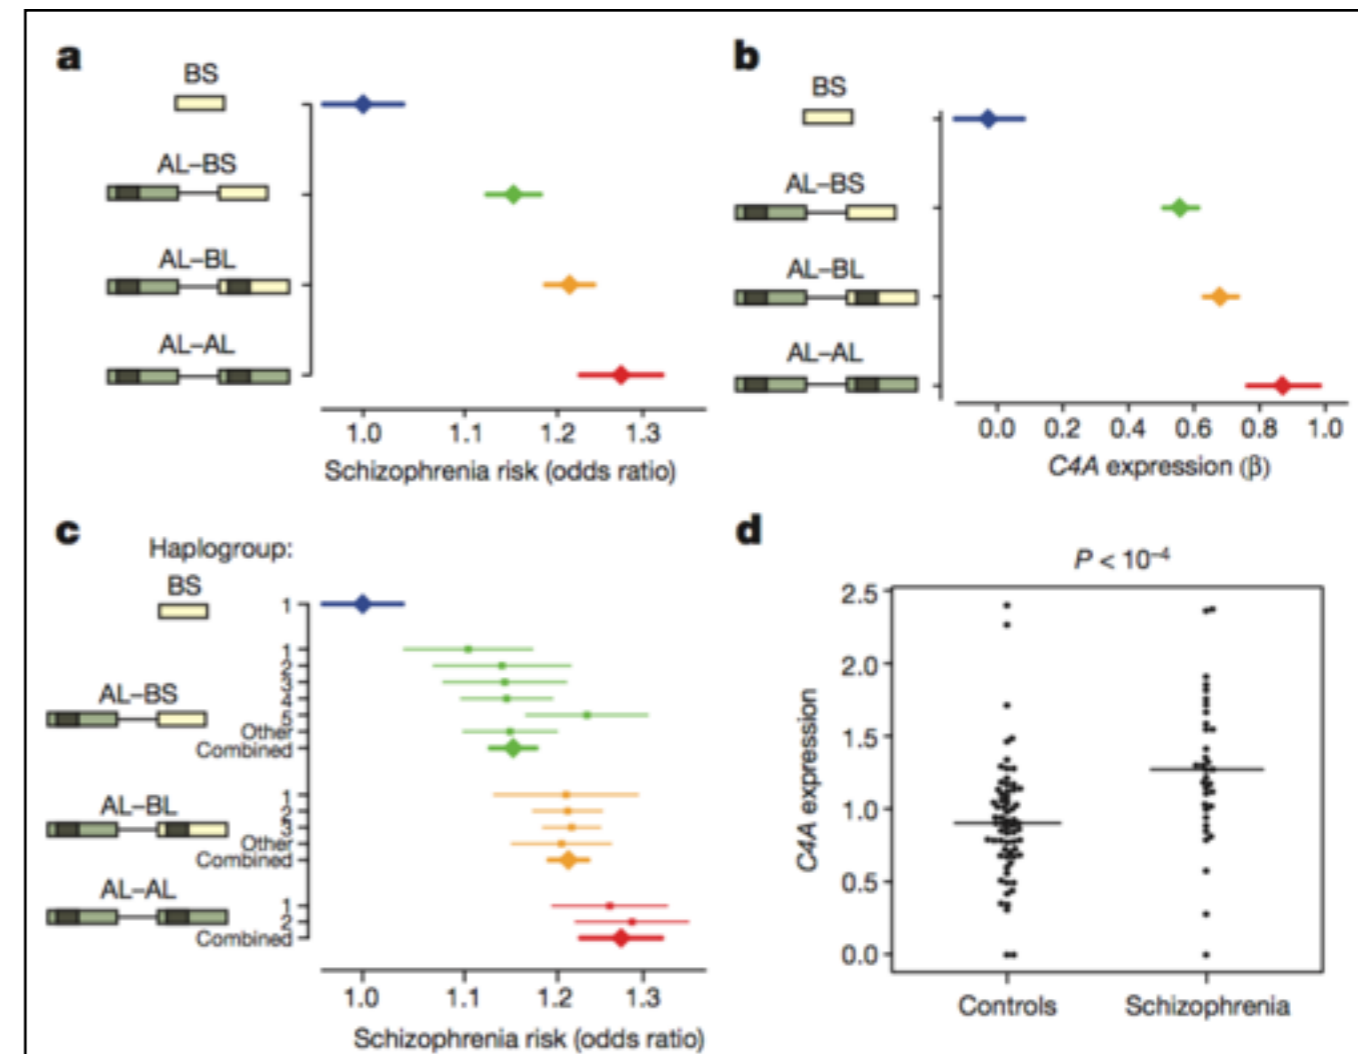 a
BS
AL–BS
AL–BL
AL–AL
1.0 1.1 1.2 1.3
Schizophrenia risk (odds ratio)
b
BS
AL–BS
AL–BL
AL–AL
0.0 0.2 0.4 0.6 0.8 1.0
C4A expression (β)
c
Haplogroup:
BS
1
AL–BS
1
2
3
4
5
Other
Combined
AL–BL
1
2
3
Other
Combined
AL–AL
1
2
Combined
1.0 1.1 1.2 1.3
Schizophrenia risk (odds ratio)
d
P < 10⁻⁴
C4A expression
2.5
2.0
1.5
1.0
0.5
0.0
Controls Schizophrenia